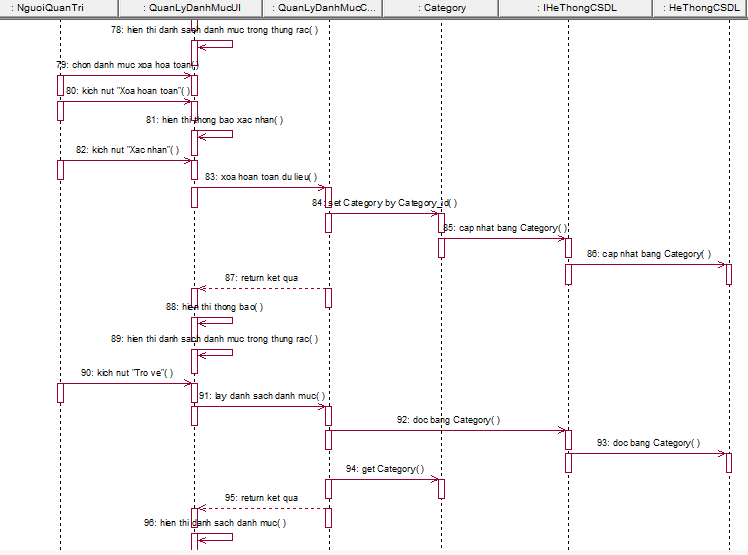 : NguoiQuanTri : QuanLyDanhMucUI : QuanLyDanhMucC... : Category : IHeThongCSDL : HeThongCSDL
78: hien thi danh sach danh muc trong thung rac( )
79: chon danh muc xoa hoa toan( )
80: kich nut "Xoa hoan toan"( )
81: hien thi thong bao xac nhan( )
82: kich nut "Xac nhan"( )
83: xoa hoan toan du lieu( )
84: set Category by Category_id( )
85: cap nhat bang Category( )
86: cap nhat bang Category( )
87: return ket qua
88: hien thi thong bao( )
89: hien thi danh sach danh muc trong thung rac( )
90: kich nut "Tro ve"( )
91: lay danh sach danh muc( )
92: doc bang Category( )
93: doc bang Category( )
94: get Category( )
95: return ket qua
96: hien thi danh sach danh muc( )